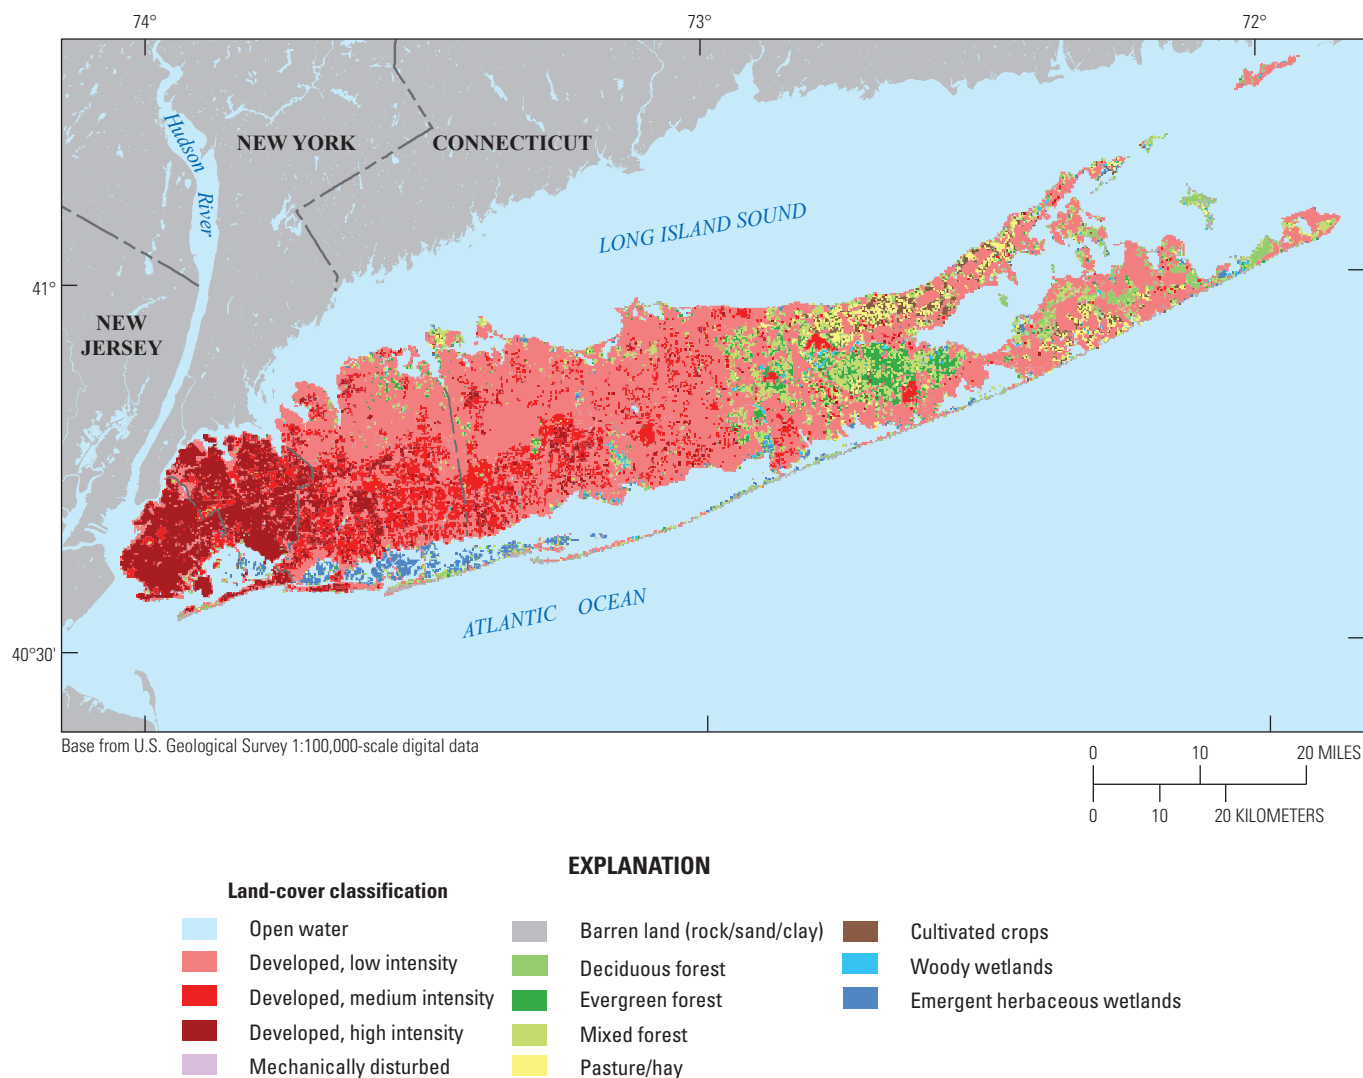 74°
73°
72°
Hudson
River
NEW YORK
CONNECTICUT
LONG ISLAND SOUND
41°
NEW
JERSEY
ATLANTIC OCEAN
40°30'
Base from U.S. Geological Survey 1:100,000-scale digital data
0 10 20 MILES
0 10 20 KILOMETERS
EXPLANATION
Land-cover classification
Open water
Developed, low intensity
Developed, medium intensity
Developed, high intensity
Mechanically disturbed
Barren land (rock/sand/clay)
Deciduous forest
Evergreen forest
Mixed forest
Pasture/hay
Cultivated crops
Woody wetlands
Emergent herbaceous wetlands